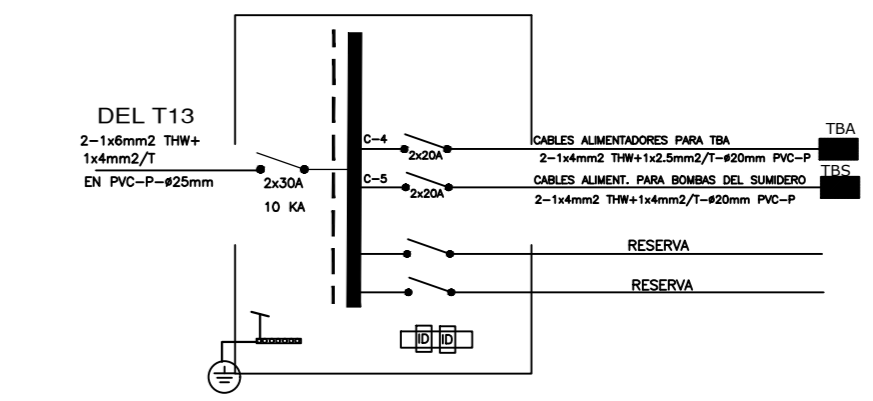 DEL T13
2-1x6mm2 THW+
1x4mm2/T
EN PVC-P-ø25mm
2x30A
10 KA
C-4
2x20A
CABLES ALIMENTADORES PARA TBA
2-1x4mm2 THW+1x2.5mm2/T-ø20mm PVC-P
TBA
C-5
2x20A
CABLES ALIMENT. PARA BOMBAS DEL SUMIDERO
2-1x4mm2 THW+1x4mm2/T-ø20mm PVC-P
TBS
RESERVA
RESERVA
ID ID